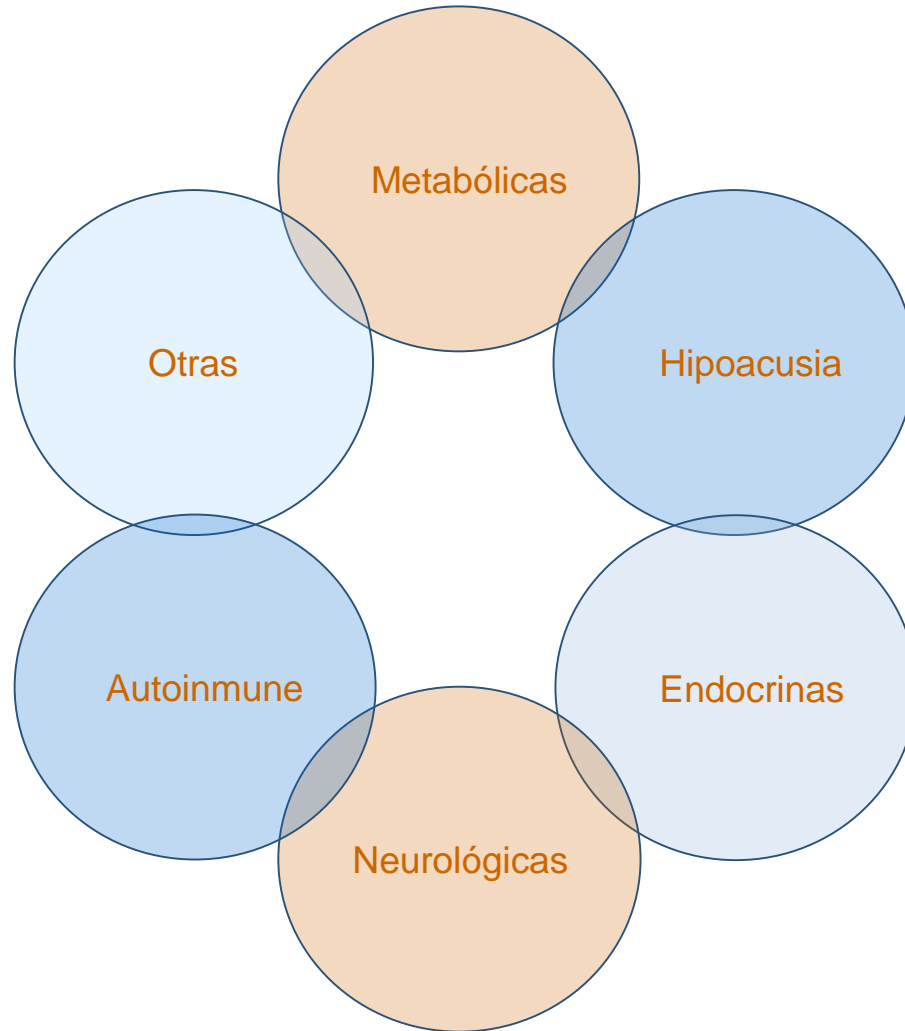 Metabólicas
Otras
Hipoacusia
Autoinmune
Endocrinas
Neurológicas